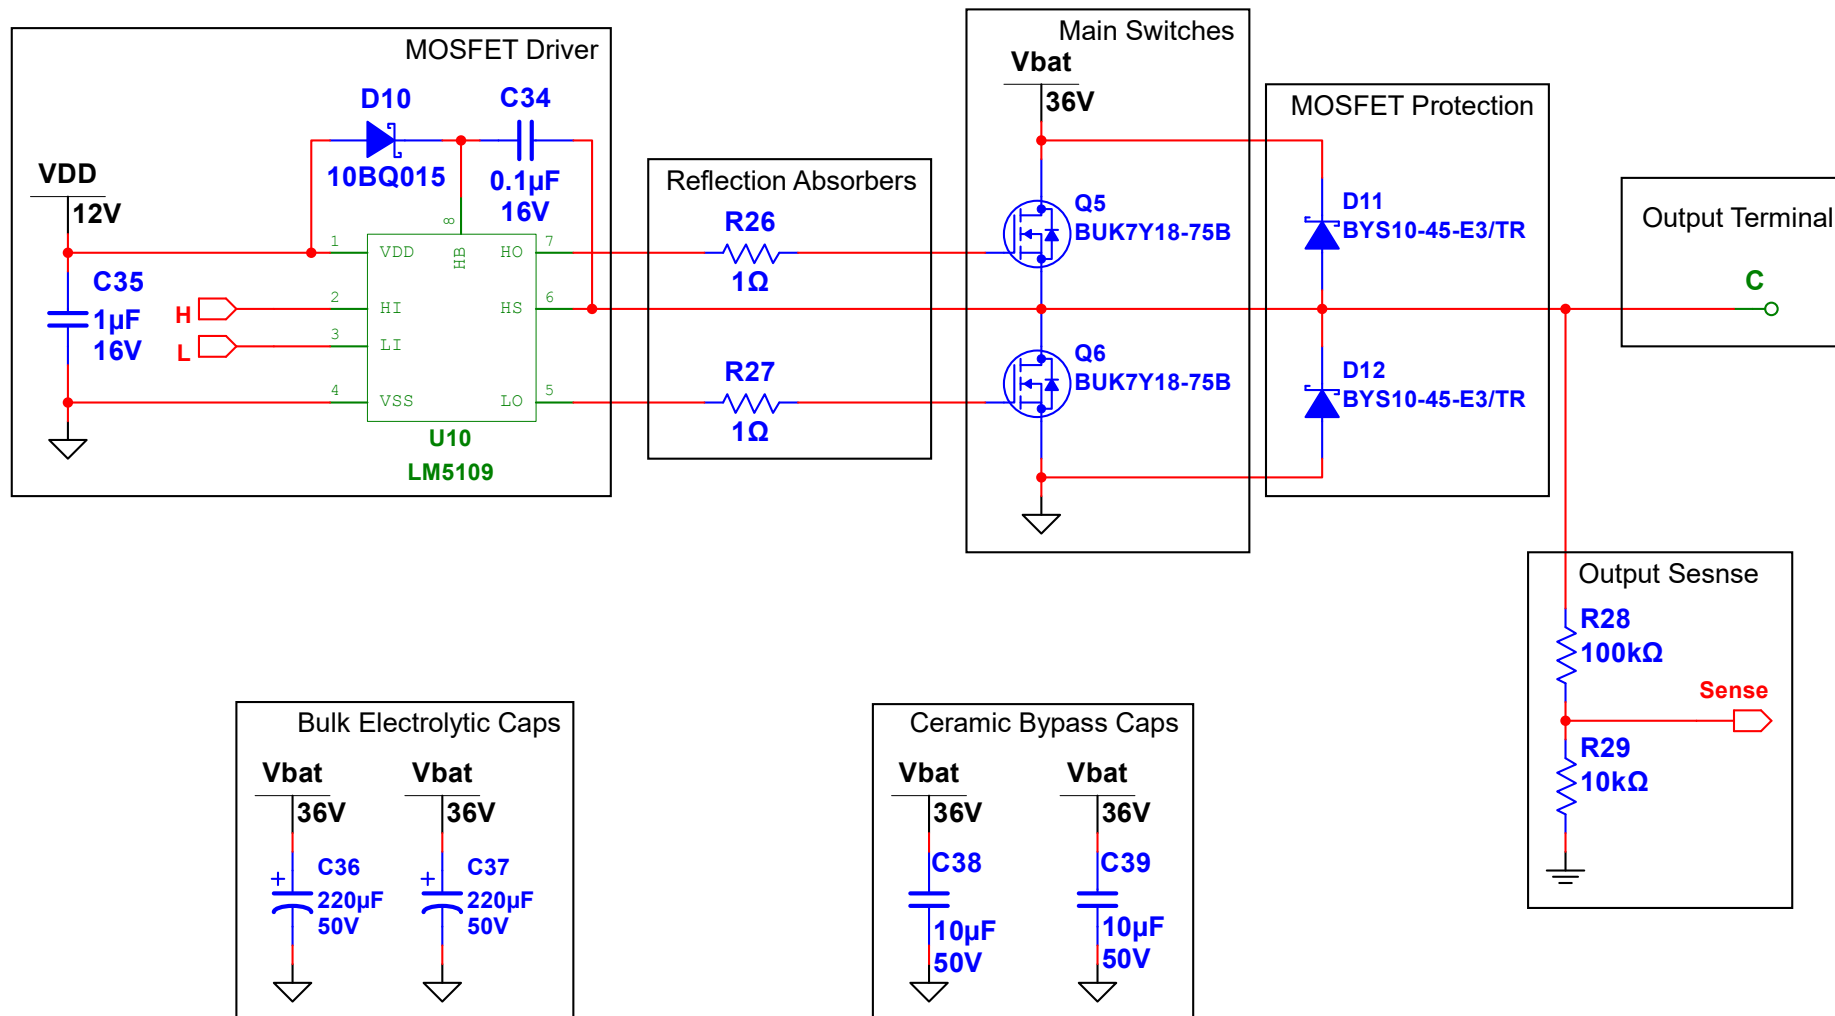 MOSFET Driver
D10
10BQ015
C34
0.1µF
16V
VDD
12V
C35
1µF
16V
H
L
1
VDD
2
HI
3
LI
4
VSS
8
HB
HO
7
HS
6
LO
5
U10
LM5109
Reflection Absorbers
R26
1Ω
R27
1Ω
Main Switches
Vbat
36V
Q5
BUK7Y18-75B
Q6
BUK7Y18-75B
MOSFET Protection
D11
BYS10-45-E3/TR
D12
BYS10-45-E3/TR
Output Terminal
C
Output Sesnse
R28
100kΩ
Sense
R29
10kΩ
Bulk Electrolytic Caps
Vbat
36V
+
C36
220µF
50V
Vbat
36V
+
C37
220µF
50V
Ceramic Bypass Caps
Vbat
36V
C38
10µF
50V
Vbat
36V
C39
10µF
50V